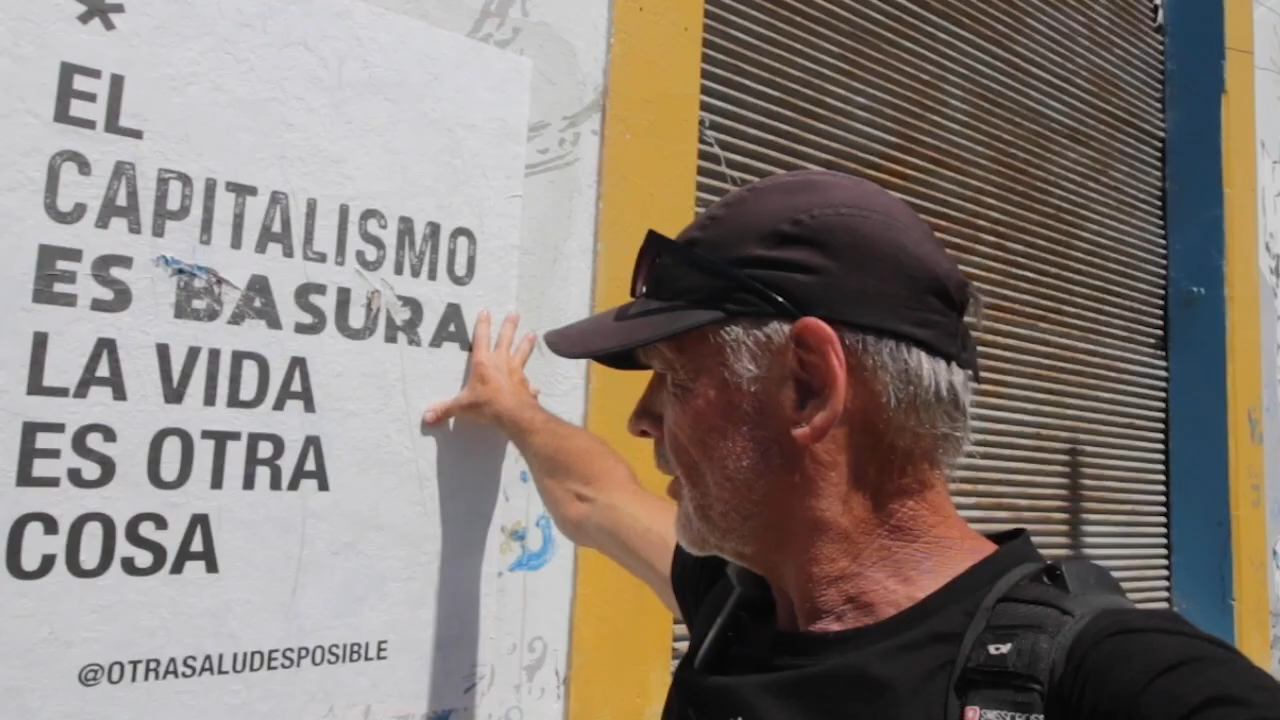 *
EL
CAPITALISMO
ES BASURA
LA VIDA
ES OTRA
COSA
@OTRASALUDESPOSIBLE